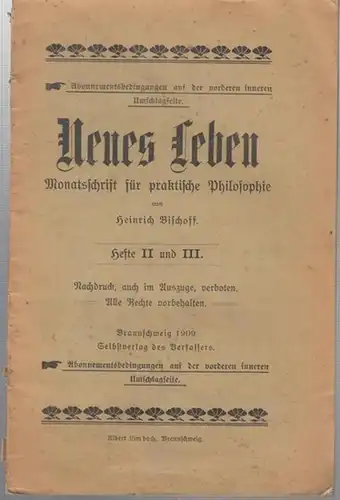 Abonnementsbedingungen auf der vorderen inneren
Umschlagseite.
Neues Leben
Monatsschrift für praktische Philosophie
von
Heinrich Bischoff.
Hefte II und III.
Nachdruck, auch im Auszuge, verboten.
Alle Rechte vorbehalten.
Braunschweig 1909
Selbstverlag des Verfassers.
Abonnementsbedingungen auf der vorderen inneren
Umschlagseite.
Albert Limbach, Braunschweig.